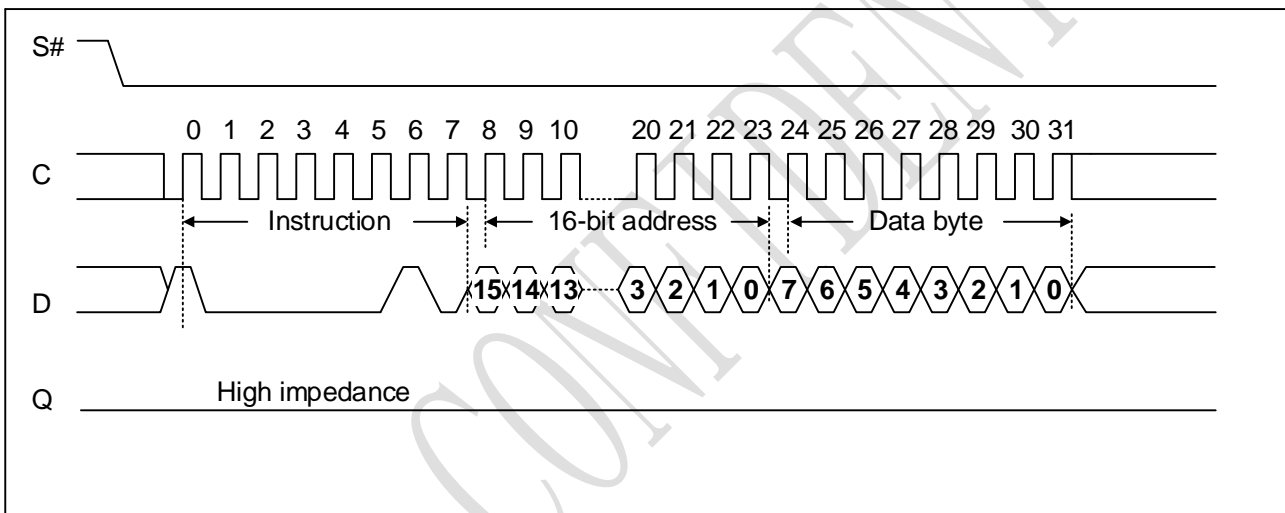 S#
0 1 2 3 4 5 6 7 8 9 10 20 21 22 23 24 25 26 27 28 29 30 31
C
Instruction 16-bit address Data byte
D 15 14 13 3 2 1 0 7 6 5 4 3 2 1 0
High impedance
Q
CONFIDENT